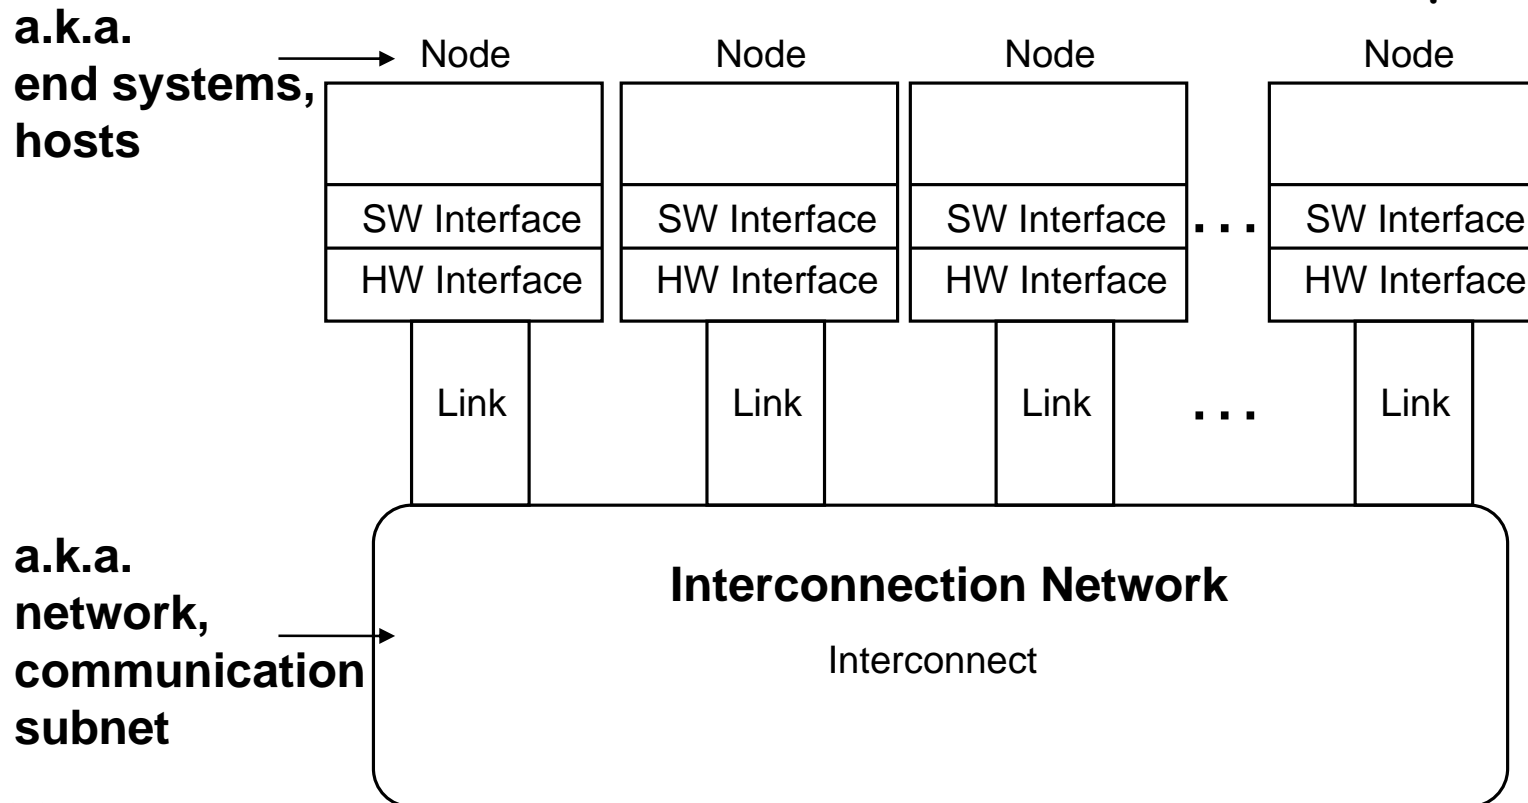 a.k.a.
end systems,
hosts
Node Node Node Node
SW Interface SW Interface SW Interface ... SW Interface
HW Interface HW Interface HW Interface HW Interface
Link Link Link ... Link
a.k.a.
network,
communication
subnet
Interconnection Network
Interconnect